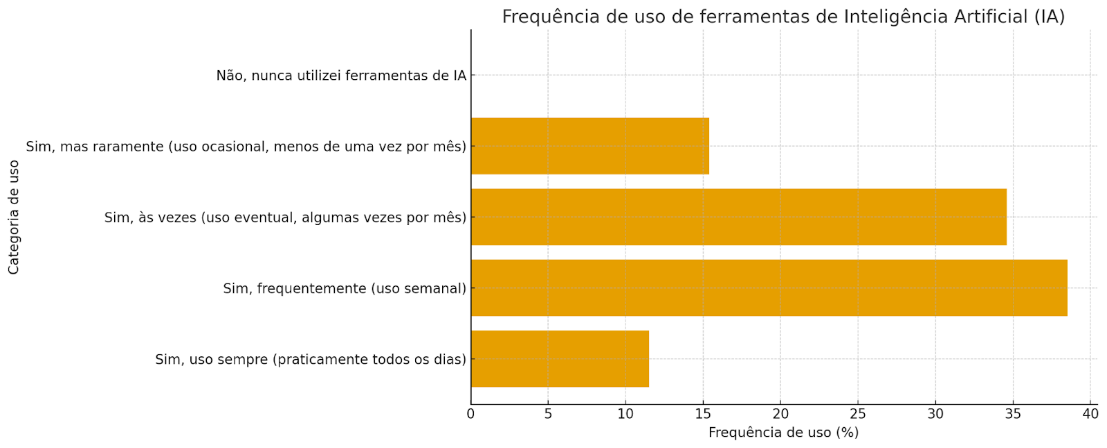 Frequência de uso de ferramentas de Inteligência Artificial (IA)
Categoria de uso
Não, nunca utilizei ferramentas de IA
Sim, mas raramente (uso ocasional, menos de uma vez por mês)
Sim, às vezes (uso eventual, algumas vezes por mês)
Sim, frequentemente (uso semanal)
Sim, uso sempre (praticamente todos os dias)
0 5 10 15 20 25 30 35 40
Frequência de uso (%)